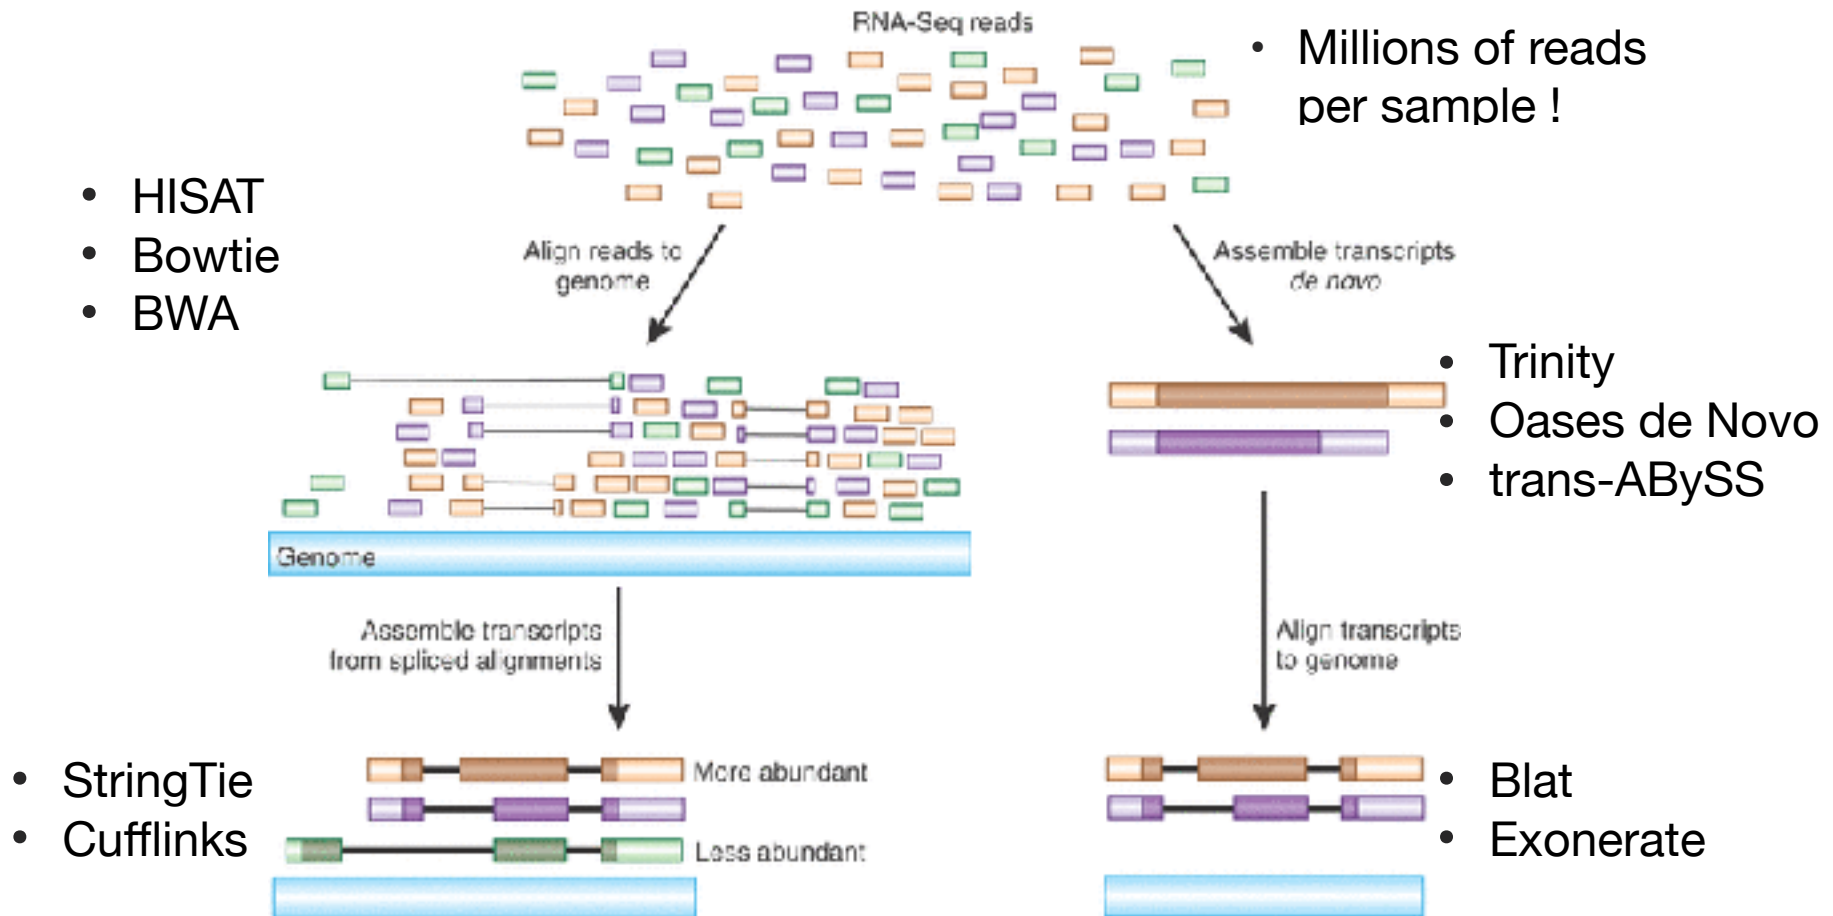 RNA-Seq reads
• Millions of reads
per sample !
• HISAT
• Bowtie
• BWA
Align reads to
genome
Assemble transcripts
de novo
• Trinity
• Oases de Novo
• trans-ABySS
Genome
Assemble transcripts
from spliced alignments
Align transcripts
to genome
• StringTie
• Cufflinks
More abundant
Less abundant
• Blat
• Exonerate